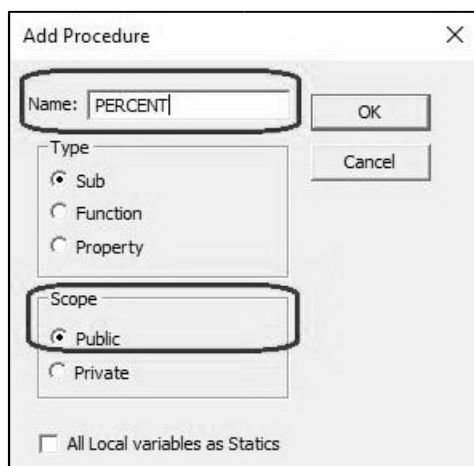 Add Procedure
Name: PERCENT
OK
Type
Cancel
Sub
Function
Property
Scope
Public
Private
All Local variables as Statics